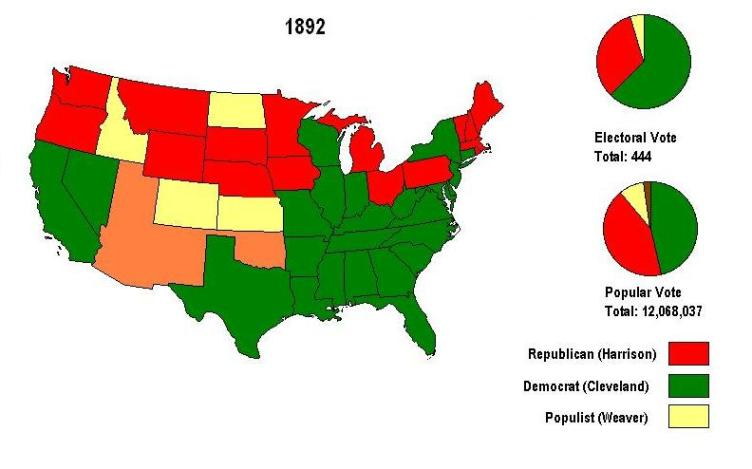 1892
Electoral Vote
Total: 444
Popular Vote
Total: 12,068,037
Republican (Harrison)
Democrat (Cleveland)
Populist (Weaver)